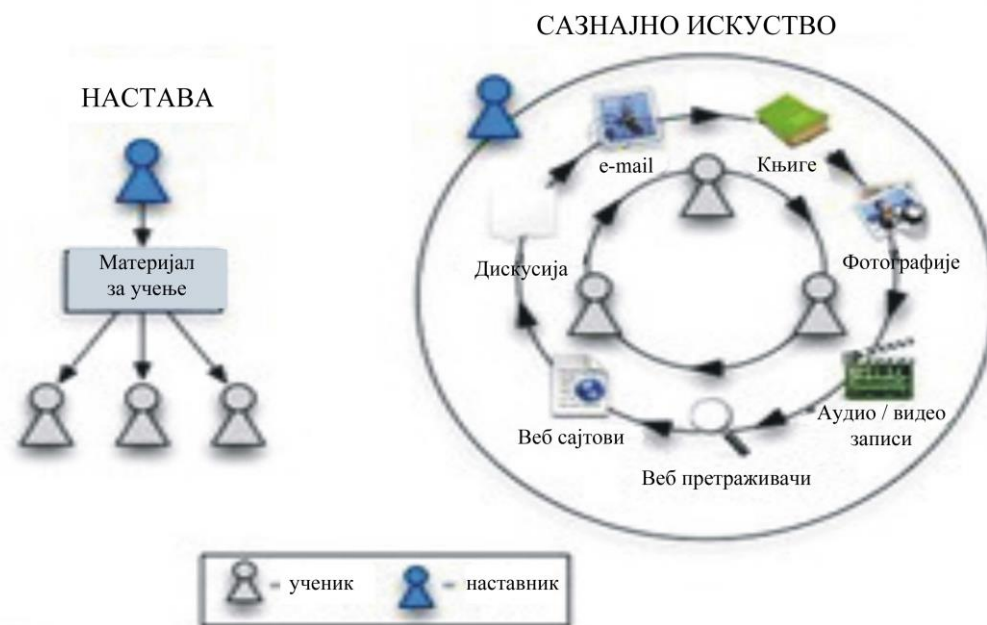 САЗНАЈНО ИСКУСТВО
НАСТАВА
Материјал
за учење
e-mail
Књиге
Дискусија
Фотографије
Веб сајтови
Аудио / видео
записи
Веб претраживачи
- ученик
- наставник